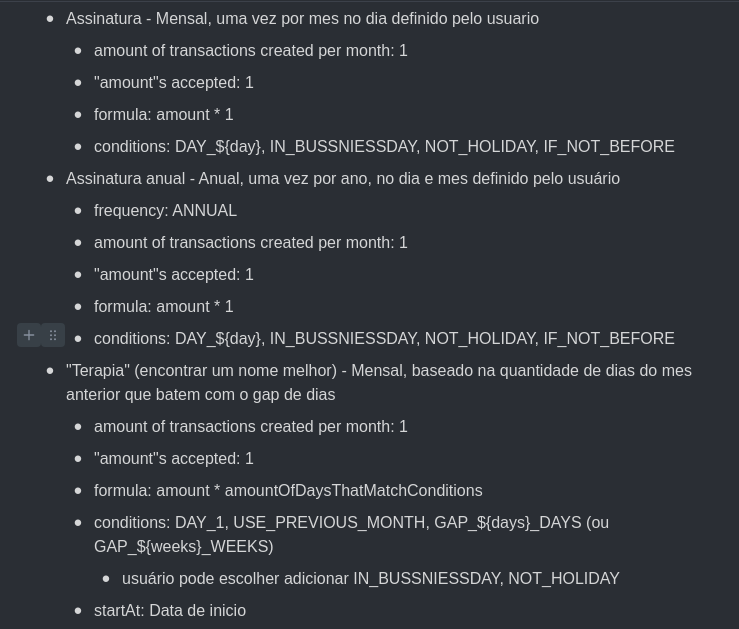 Assinatura - Mensal, uma vez por mes no dia definido pelo usuario
amount of transactions created per month: 1
"amount"s accepted: 1
formula: amount * 1
conditions: DAY_${day}, IN_BUSSNIESSDAY, NOT_HOLIDAY, IF_NOT_BEFORE
Assinatura anual - Anual, uma vez por ano, no dia e mes definido pelo usuário
frequency: ANNUAL
amount of transactions created per month: 1
"amount"s accepted: 1
formula: amount * 1
conditions: DAY_${day}, IN_BUSSNIESSDAY, NOT_HOLIDAY, IF_NOT_BEFORE
"Terapia" (encontrar um nome melhor) - Mensal, baseado na quantidade de dias do mes
anterior que batem com o gap de dias
amount of transactions created per month: 1
"amount"s accepted: 1
formula: amount * amountOfDaysThatMatchConditions
conditions: DAY_1, USE_PREVIOUS_MONTH, GAP_${days}_DAYS (ou
GAP_${weeks}_WEEKS)
usuário pode escolher adicionar IN_BUSSNIESSDAY, NOT_HOLIDAY
startAt: Data de inicio